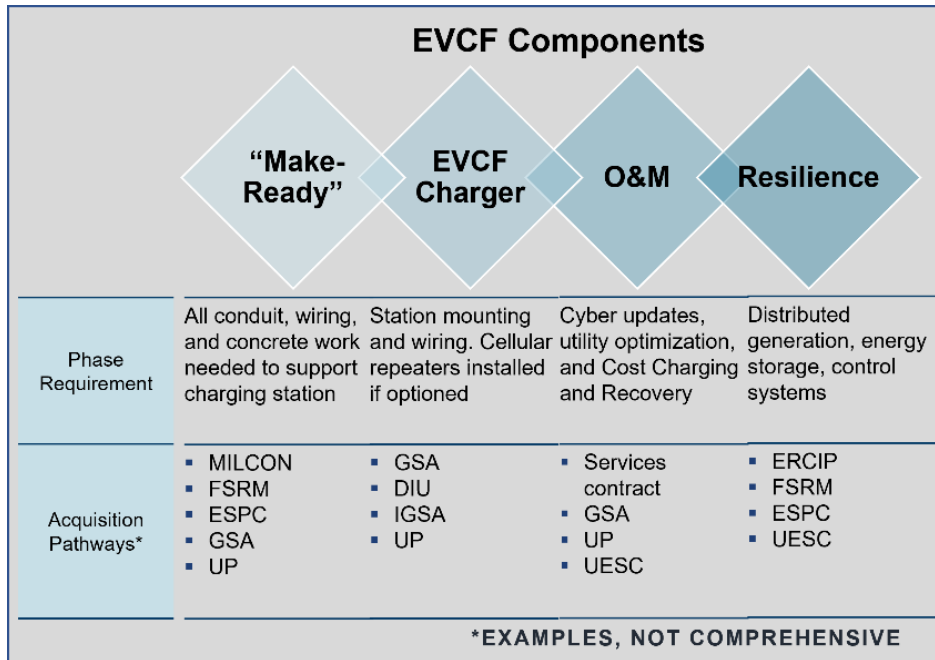 EVCF Components
“Make-
Ready”
EVCF
Charger
O&M
Resilience
Phase
Requirement
All conduit, wiring,
and concrete work
needed to support
charging station
Station mounting
and wiring. Cellular
repeaters installed
if optioned
Cyber updates,
utility optimization,
and Cost Charging
and Recovery
Distributed
generation, energy
storage, control
systems
Acquisition
Pathways*
▪ MILCON
▪ FSRM
▪ ESPC
▪ GSA
▪ UP
▪ GSA
▪ DIU
▪ IGSA
▪ UP
▪ Services
contract
▪ GSA
▪ UP
▪ UESC
▪ ERCIP
▪ FSRM
▪ ESPC
▪ UESC
*EXAMPLES, NOT COMPREHENSIVE